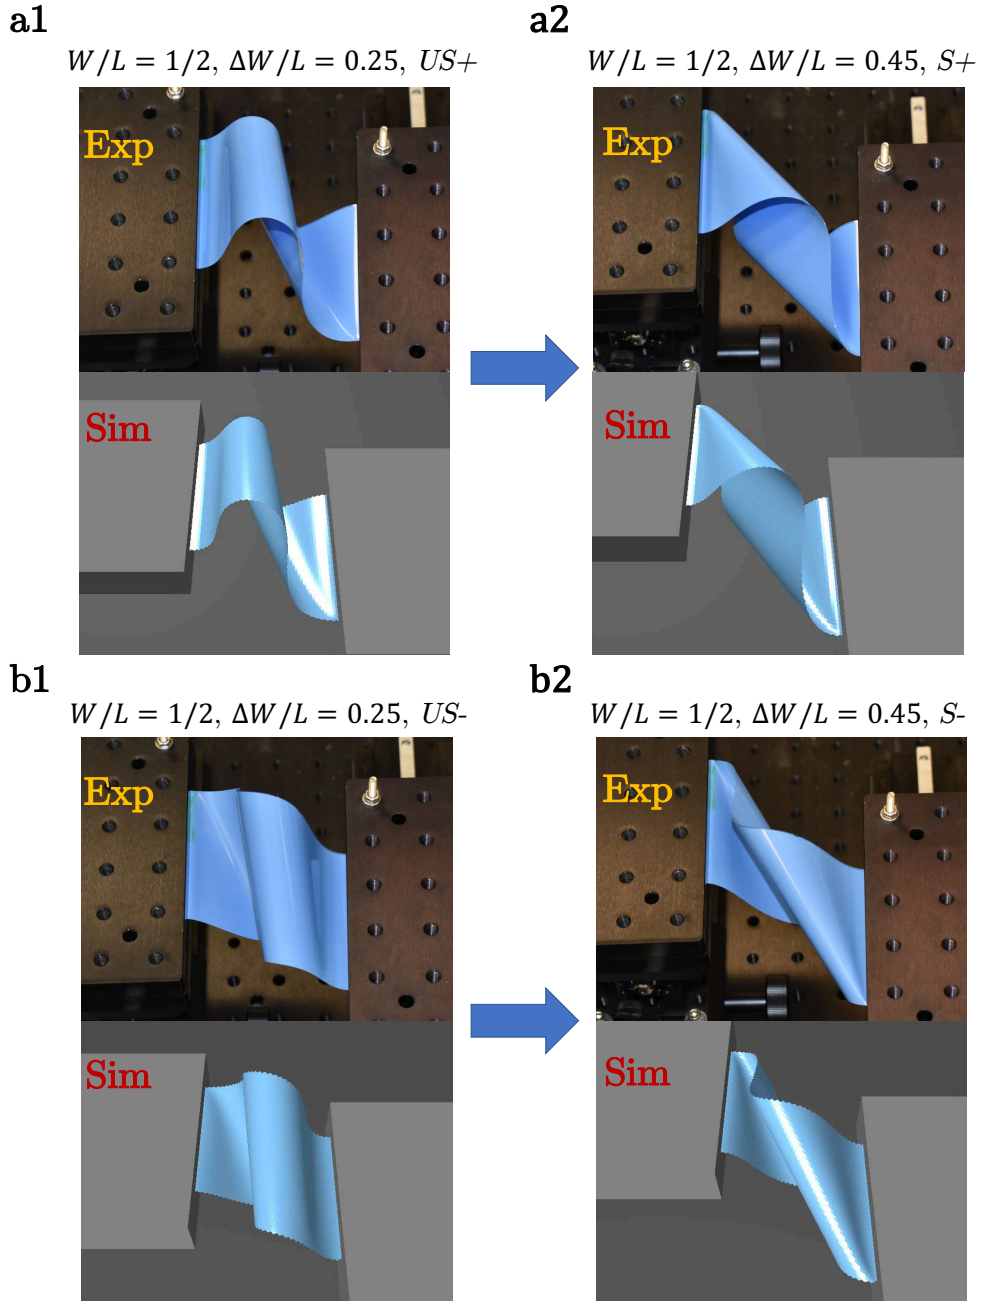 a1
a2
W/L = 1/2, ΔW/L = 0.25, US+
W/L = 1/2, ΔW/L = 0.45, S+
Exp
Exp
Sim
Sim
b1
b2
W/L = 1/2, ΔW/L = 0.25, US-
W/L = 1/2, ΔW/L = 0.45, S-
Exp
Exp
Sim
Sim